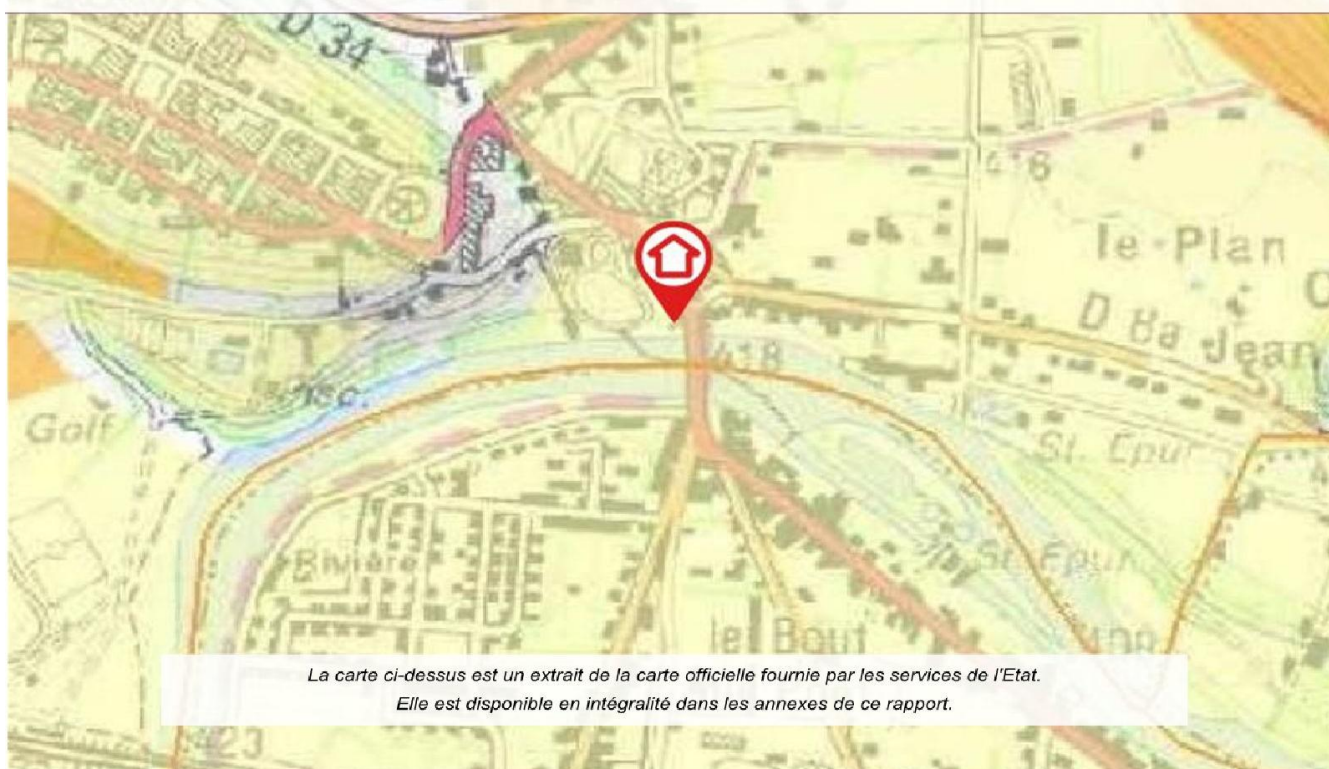 D 34
416
le Plan
D 8a Jean
418
Golf
St. Epur
Rivière
St. Epur.
le Bout
409
La carte ci-dessus est un extrait de la carte officielle fournie par les services de l'Etat.
Elle est disponible en intégralité dans les annexes de ce rapport.
423